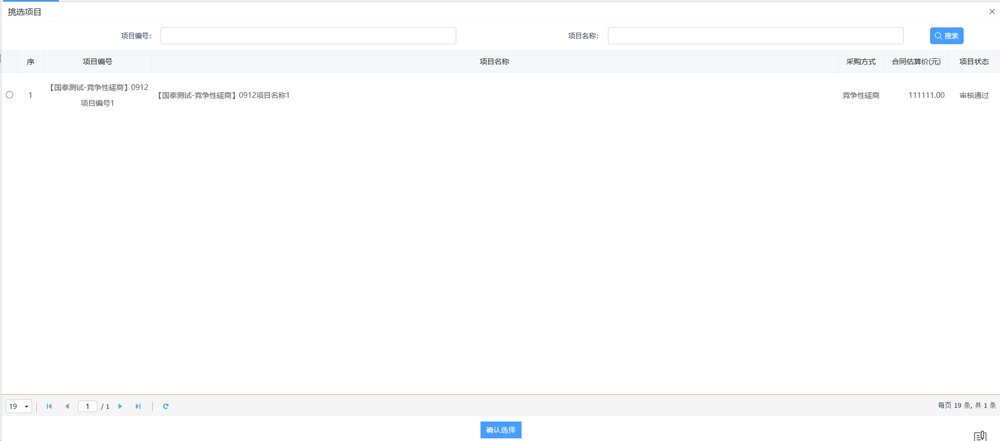 挑选项目
项目编号:
项目名称:
搜索
序
项目编号
项目名称
采购方式
合同估算价(元)
项目状态
1
【国泰测试-竞争性磋商】0912
项目编号1
【国泰测试-竞争性磋商】0912项目名称1
竞争性磋商
111111.00
审核通过
19
1
/ 1
每页 19 条, 共 1 条
确认选择